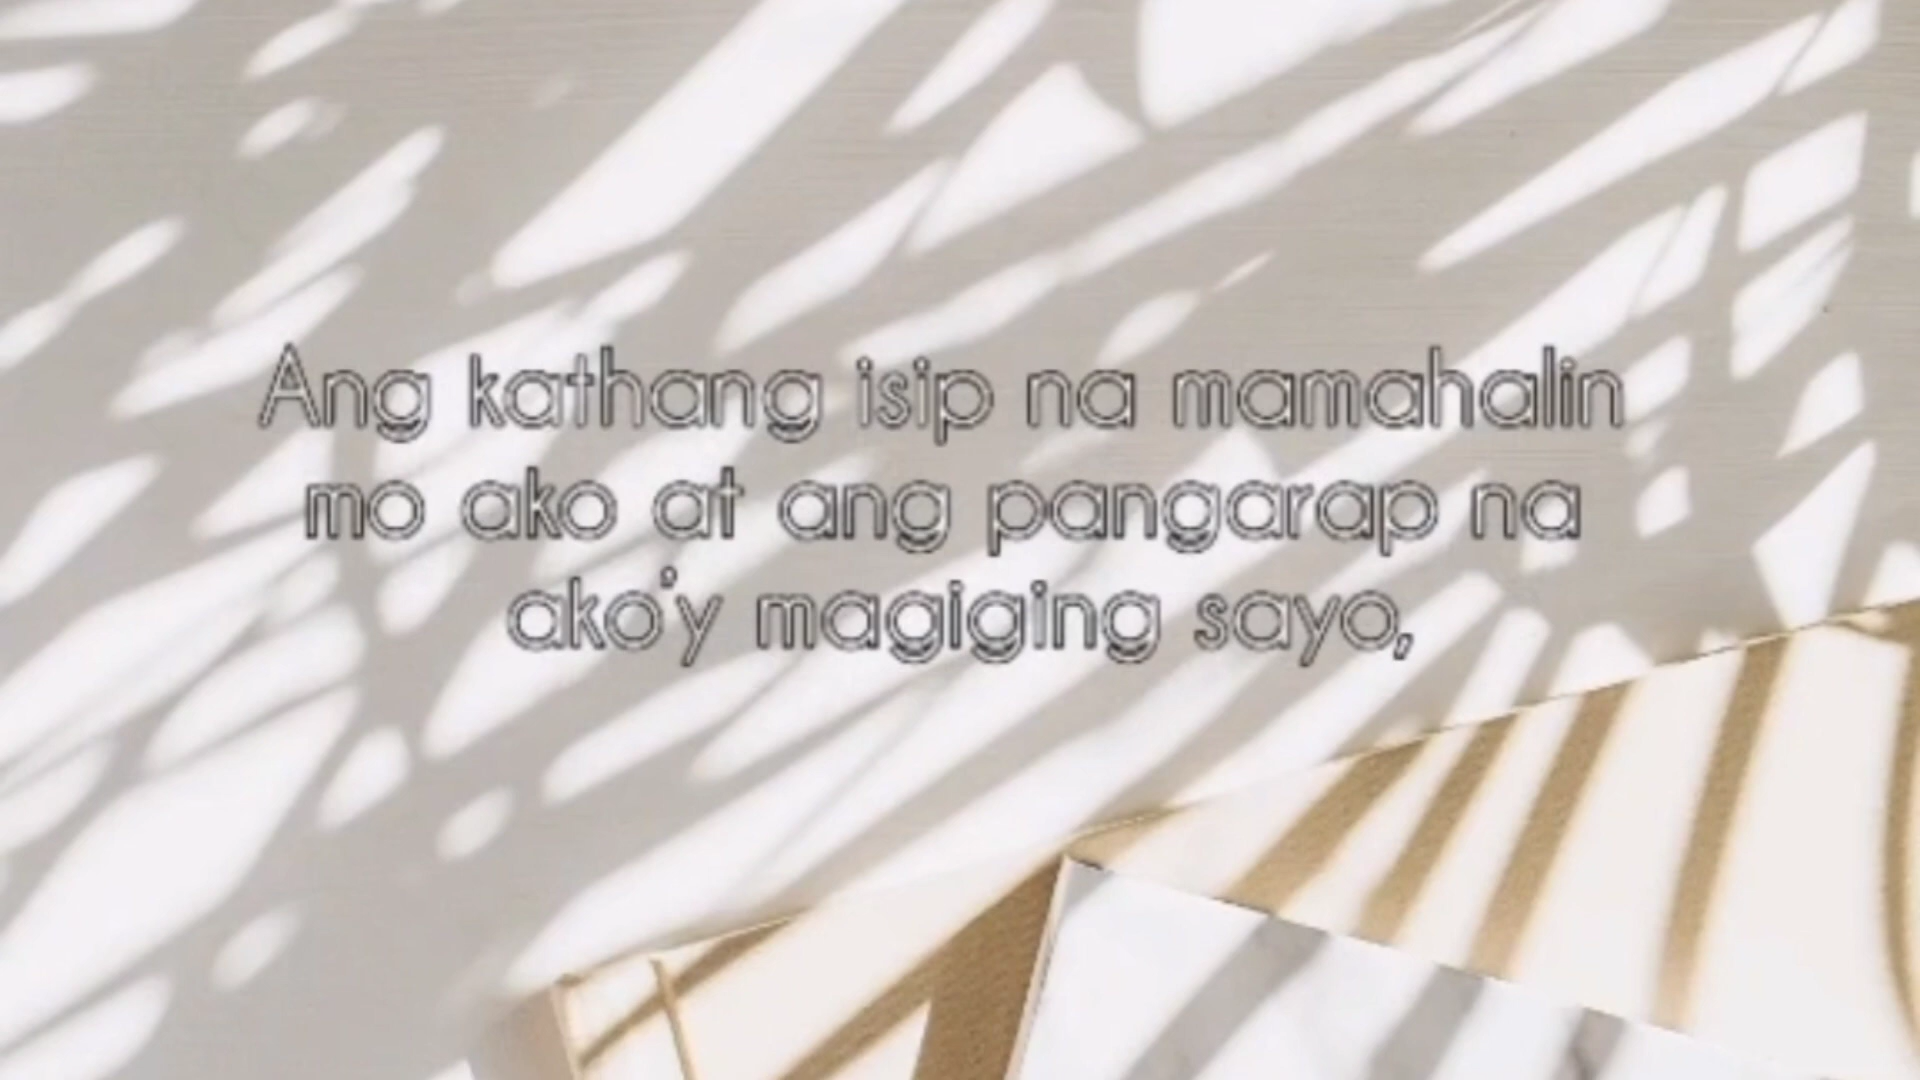 Ang kathang isip na mamahalin
mo ako at ang pangarap na
ako'y magiging sayo,